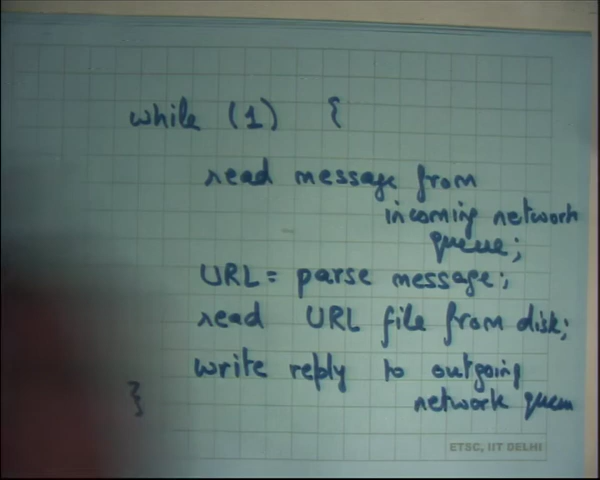 while (1) {
read message from
incoming network
queue;
URL = parse message;
read URL file from disk;
write reply to outgoing
network queue
}
ETSC, IIT DELHI